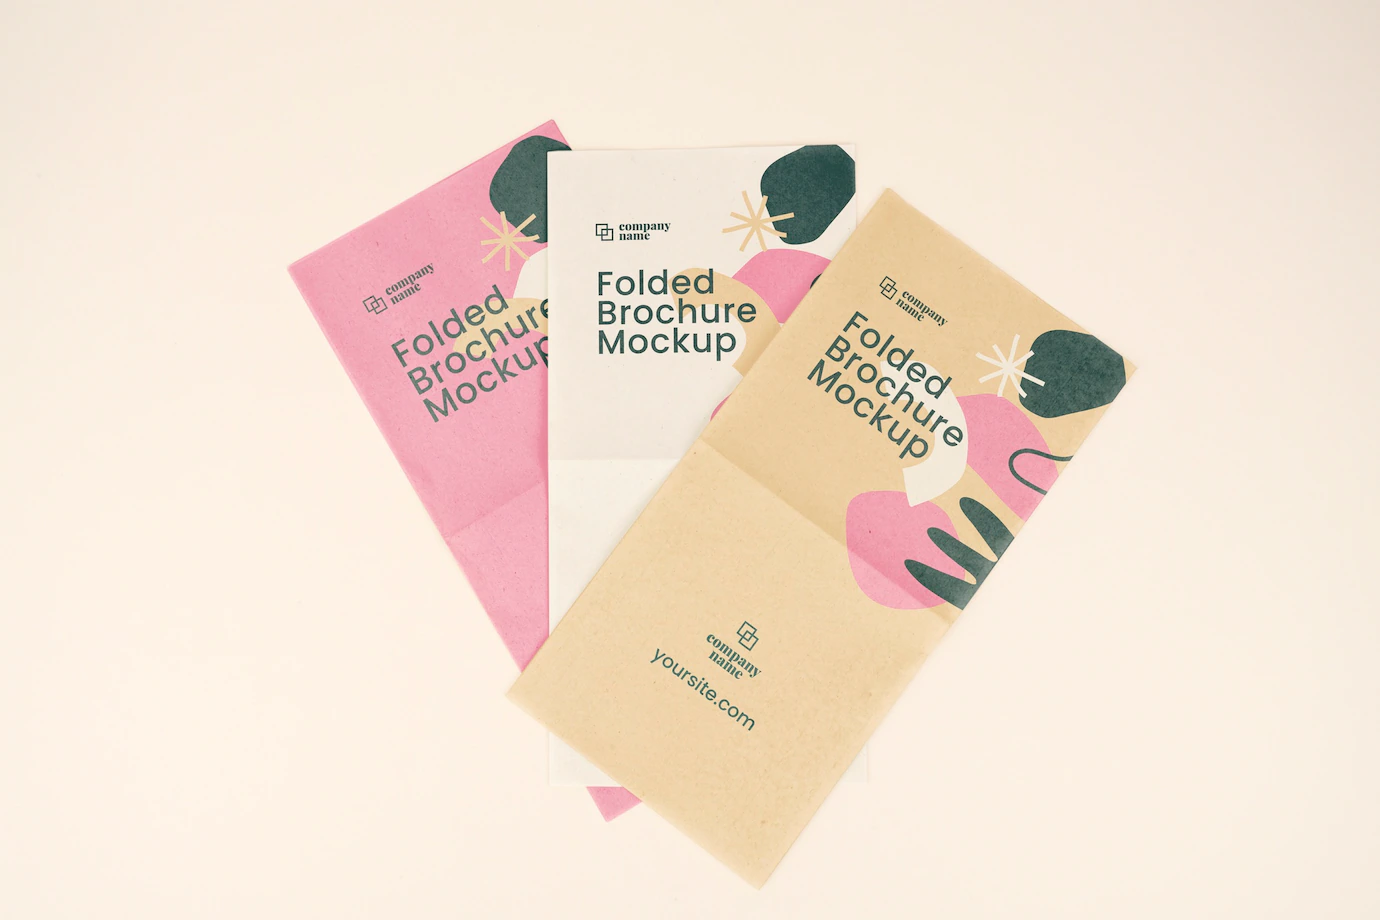 company
name
Folded
Brochure
Mockup
company
name
Folded
Brochure
Mockup
company
name
Folded
Brochure
Mockup
company
name
yoursite.com